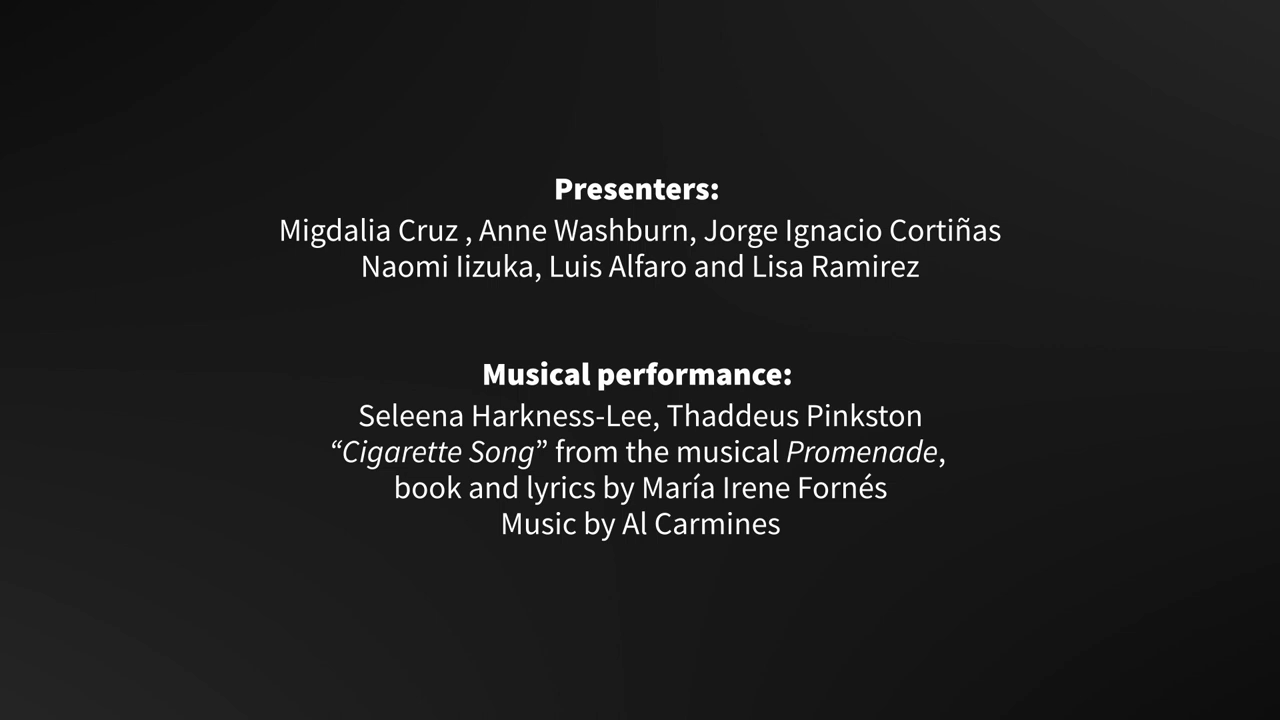 Presenters:
Migdalia Cruz , Anne Washburn, Jorge Ignacio Cortiñas
Naomi Iizuka, Luis Alfaro and Lisa Ramirez
Musical performance:
Seleena Harkness-Lee, Thaddeus Pinkston
“Cigarette Song” from the musical Promenade,
book and lyrics by María Irene Fornés
Music by Al Carmines